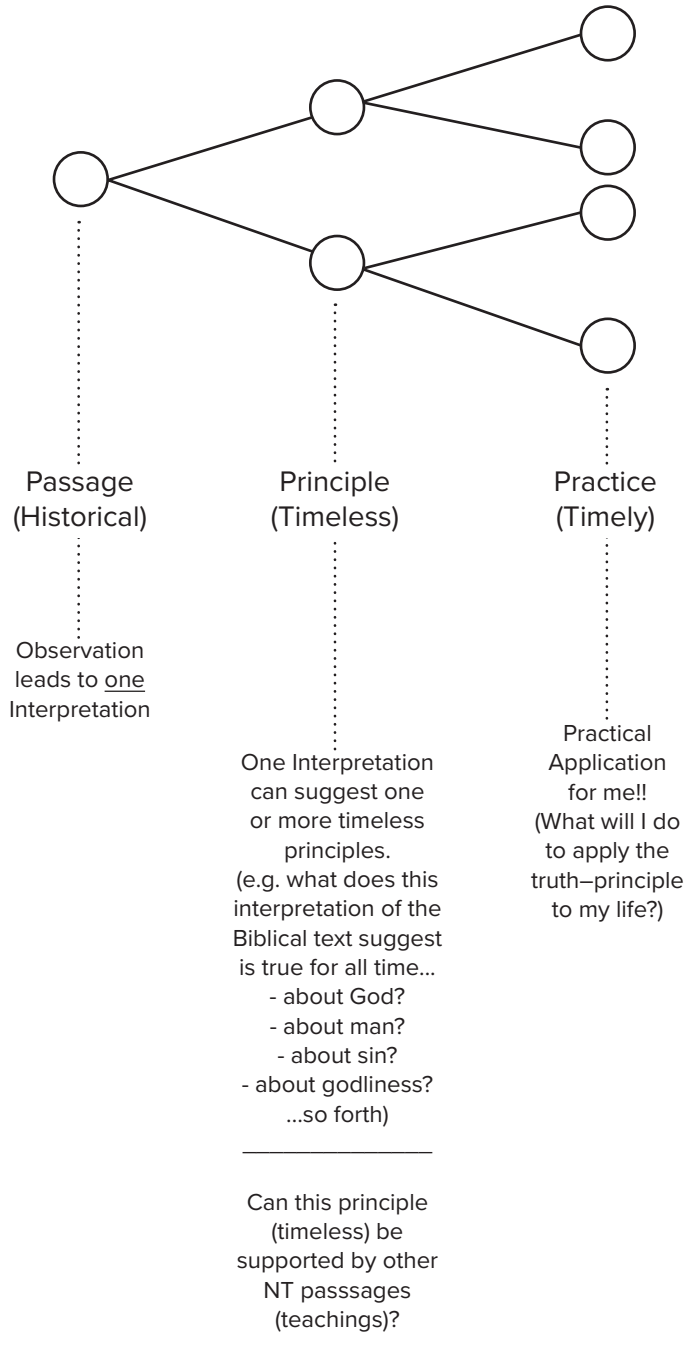 Passage
(Historical)
Observation
leads to one
Interpretation
Principle
(Timeless)
One Interpretation
can suggest one
or more timeless
principles.
(e.g. what does this
interpretation of the
Biblical text suggest
is true for all time...
- about God?
- about man?
- about sin?
- about godliness?
...so forth)
Can this principle
(timeless) be
supported by other
NT passsages
(teachings)?
Practice
(Timely)
Practical
Application
for me!!
(What will I do
to apply the
truth–principle
to my life?)